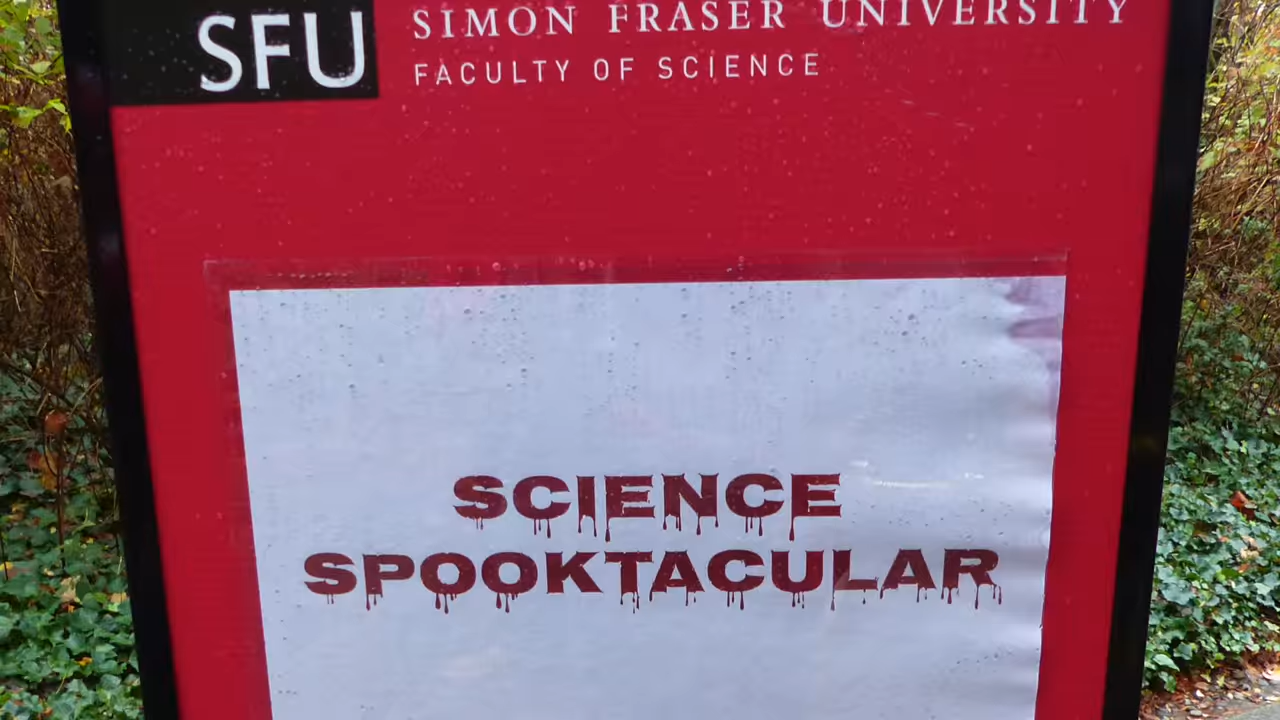 SFU
SIMON FRASER UNIVERSITY
FACULTY OF SCIENCE
SCIENCE
SPOOKTACULAR